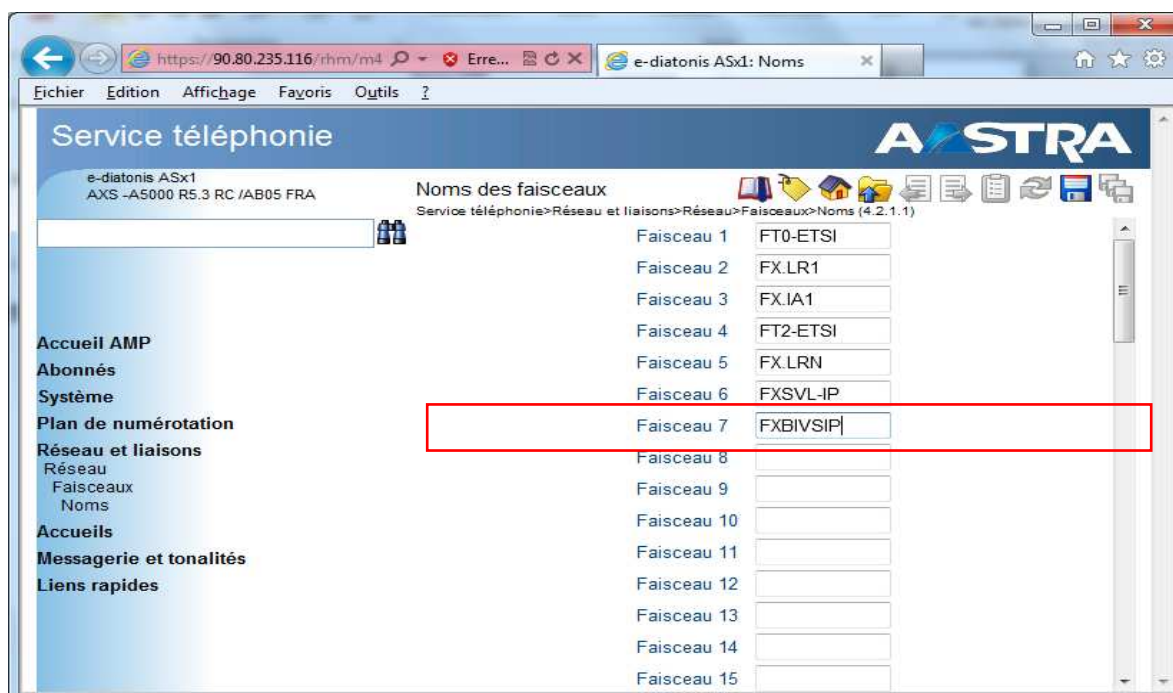 https://90.80.235.116/rhm/m4
Erre...
e-diatonis ASx1: Noms
Fichier Edition Affichage Favoris Outils ?
Service téléphonie
AASTRA
e-diatonis ASx1
AXS -A5000 R5.3 RC /AB05 FRA
Noms des faisceaux
Service téléphonie>Réseau et liaisons>Réseau>Faisceaux>Noms (4.2.1.1)
Faisceau 1 FT0-ETSI
Faisceau 2 FX.LR1
Faisceau 3 FX.IA1
Faisceau 4 FT2-ETSI
Faisceau 5 FX.LRN
Faisceau 6 FXSVL-IP
Faisceau 7 FXBIVSIP
Faisceau 8
Faisceau 9
Faisceau 10
Faisceau 11
Faisceau 12
Faisceau 13
Faisceau 14
Faisceau 15
Accueil AMP
Abonnés
Système
Plan de numérotation
Réseau et liaisons
Réseau
Faisceaux
Noms
Accueils
Messagerie et tonalités
Liens rapides